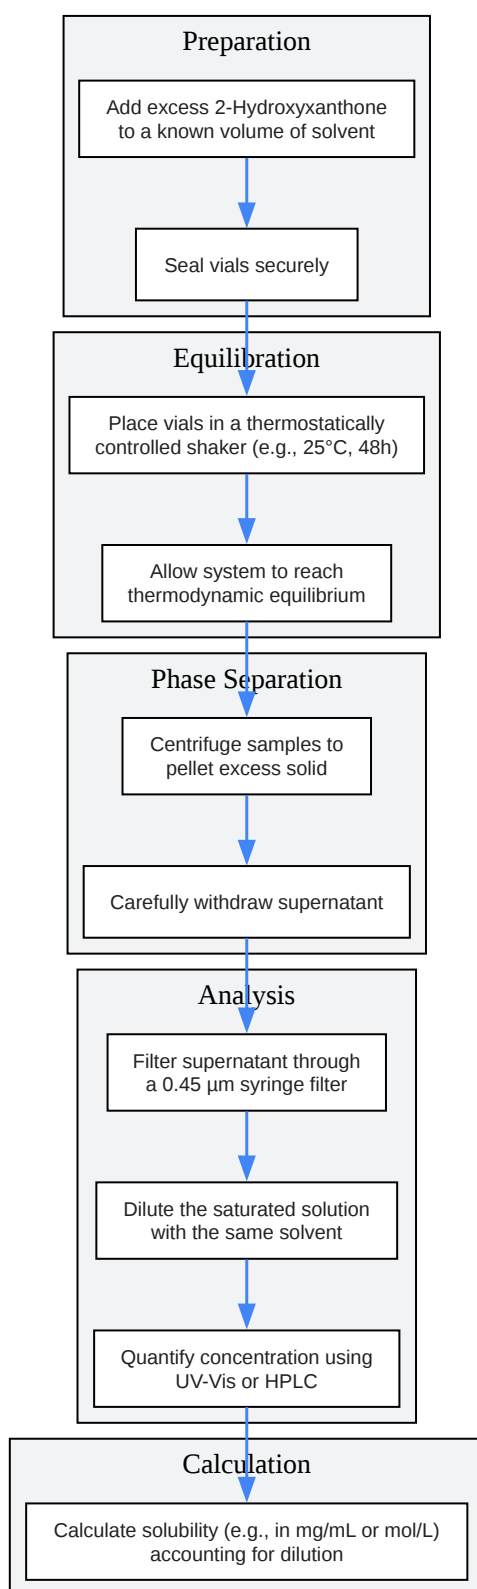 Preparation
Add excess 2-Hydroxyxanthone
to a known volume of solvent
Seal vials securely
Equilibration
Place vials in a thermostatically
controlled shaker (e.g., 25°C, 48h)
Allow system to reach
thermodynamic equilibrium
Phase Separation
Centrifuge samples to
pellet excess solid
Carefully withdraw supernatant
Analysis
Filter supernatant through
a 0.45 µm syringe filter
Dilute the saturated solution
with the same solvent
Quantify concentration using
UV-Vis or HPLC
Calculation
Calculate solubility (e.g., in mg/mL or mol/L)
accounting for dilution